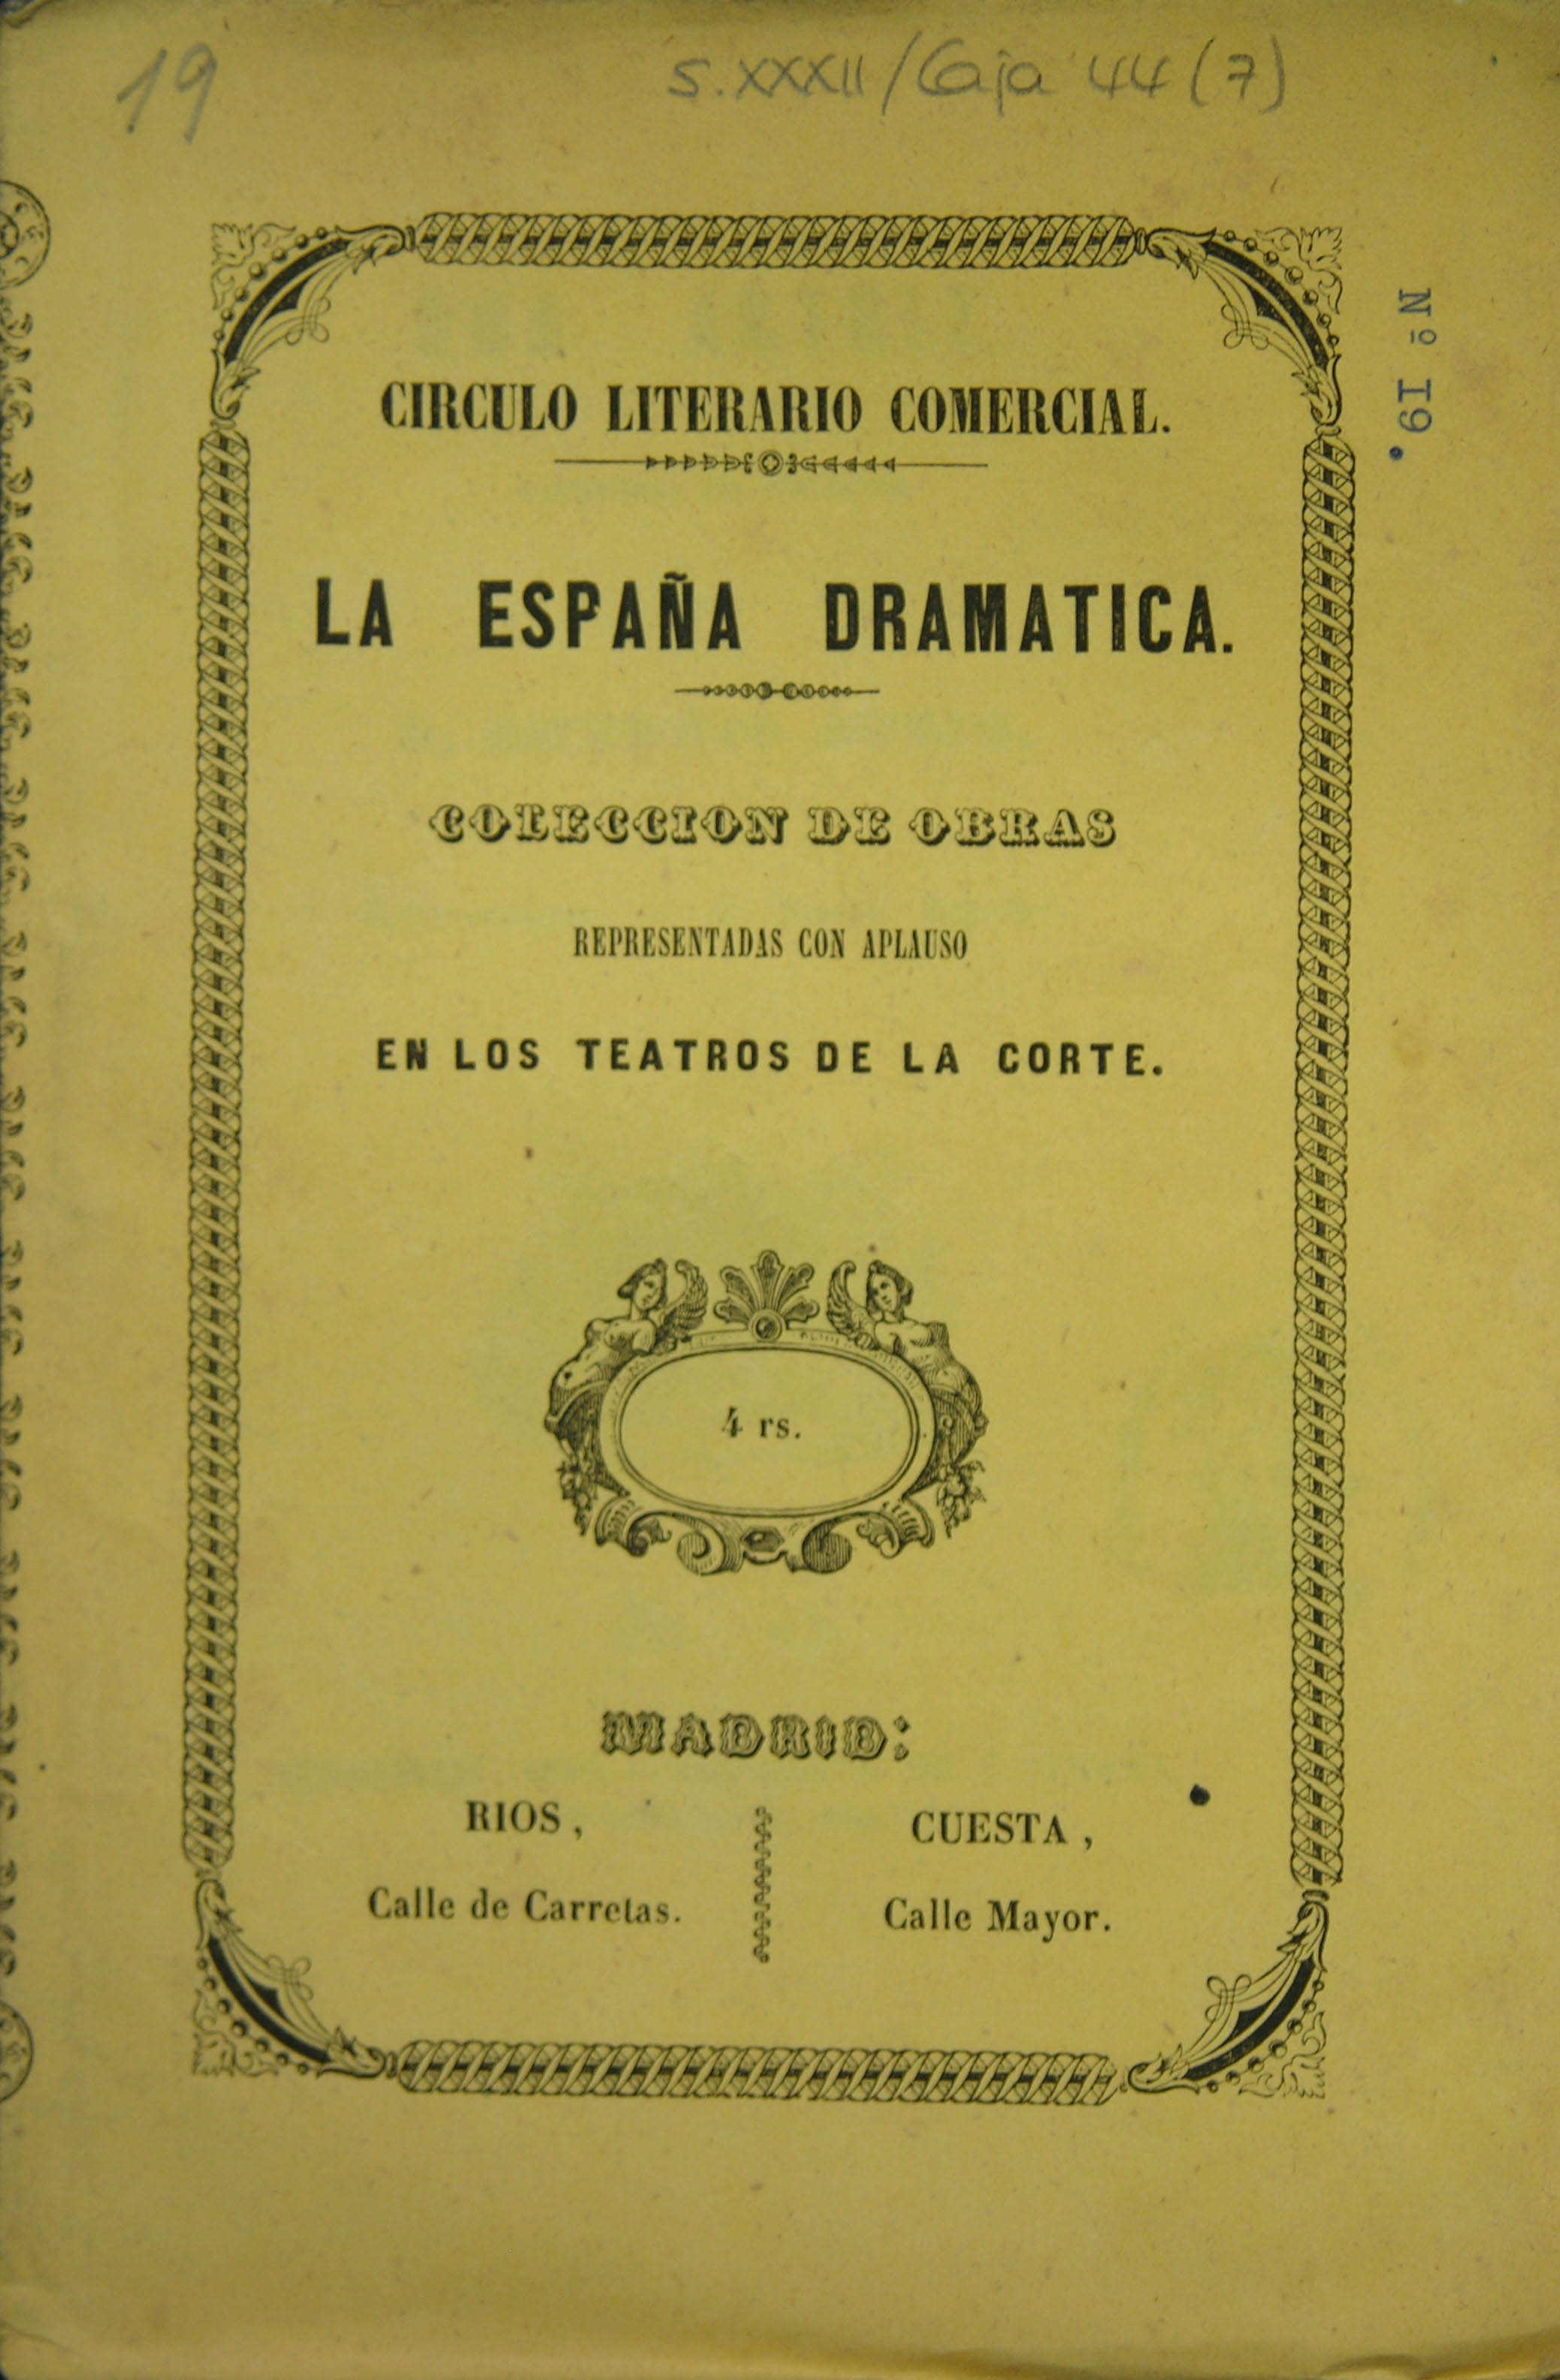 19
S.XXXII/Caja 44 (7)
Nº I9.
CIRCULO LITERARIO COMERCIAL.
LA ESPAÑA DRAMATICA.
COLECCION DE OBRAS
REPRESENTADAS CON APLAUSO
EN LOS TEATROS DE LA CORTE.
4 rs.
MADRID:
RIOS,
Calle de Carretas.
CUESTA,
Calle Mayor.